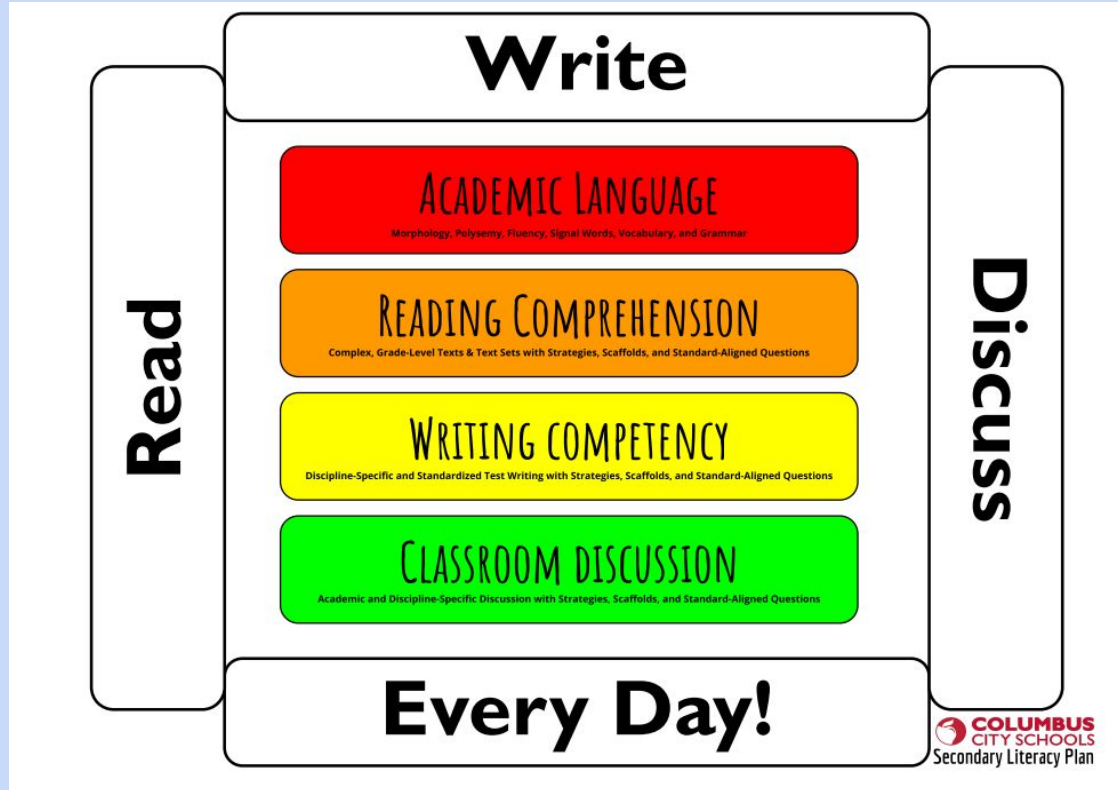 Write
Read
ACADEMIC LANGUAGE
Morphology, Polysemy, Fluency, Signal Words, Vocabulary, and Grammar
READING COMPREHENSION
Complex, Grade-Level Texts & Text Sets with Strategies, Scaffolds, and Standard-Aligned Questions
WRITING COMPETENCY
Discipline-Specific and Standardized Test Writing with Strategies, Scaffolds, and Standard-Aligned Questions
CLASSROOM DISCUSSION
Academic and Discipline-Specific Discussion with Strategies, Scaffolds, and Standard-Aligned Questions
Discuss
Every Day!
COLUMBUS
CITY SCHOOLS
Secondary Literacy Plan